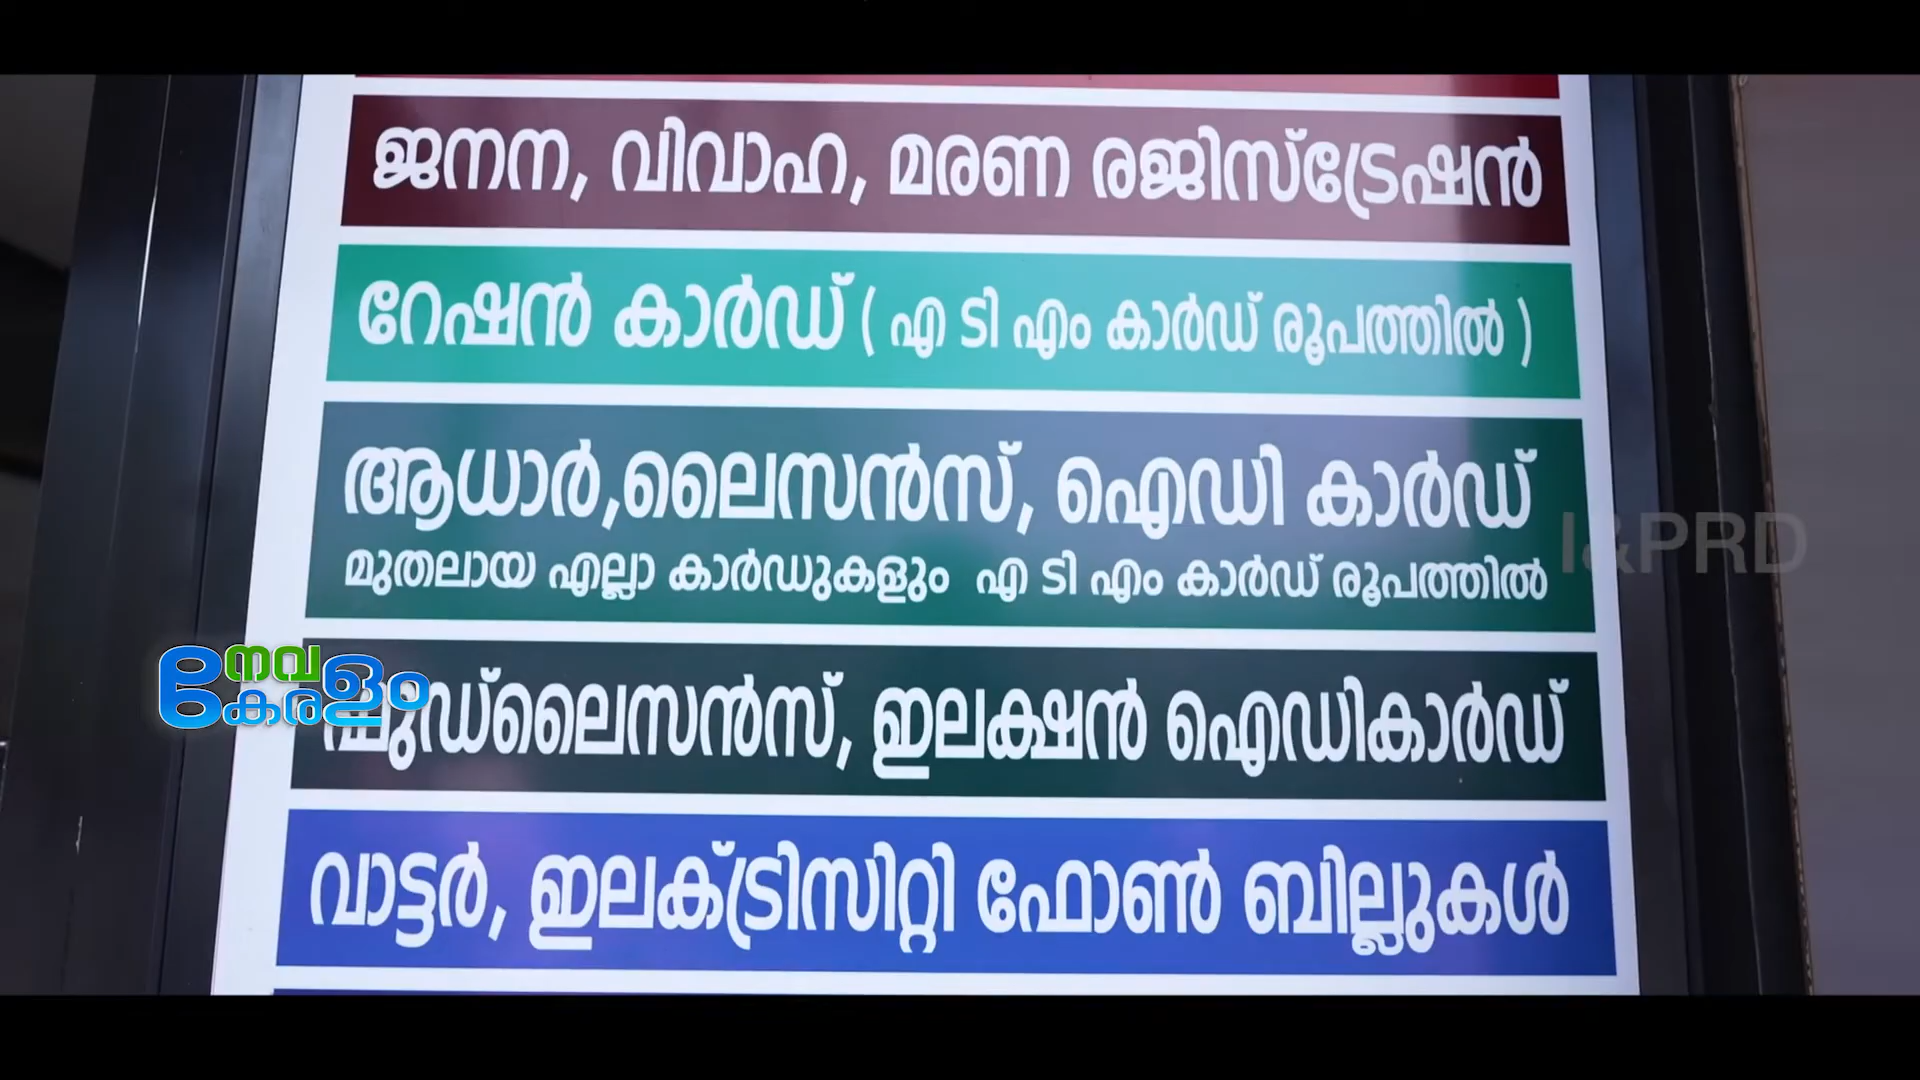 ജനന, വിവാഹ, മരണ രജിസ്ട്രേഷൻ
റേഷൻ കാർഡ് ( എ ടി എം കാർഡ് രൂപത്തിൽ )
ആധാർ,ലൈസൻസ്, ഐഡി കാർഡ്
മുതലായ എല്ലാ കാർഡുകളും എ ടി എം കാർഡ് രൂപത്തിൽ
I&PRD
നവ
കേരളം
ഫുഡ്ലൈസൻസ്, ഇലക്ഷൻ ഐഡികാർഡ്
വാട്ടർ, ഇലക്ട്രിസിറ്റി ഫോൺ ബില്ലുകൾ